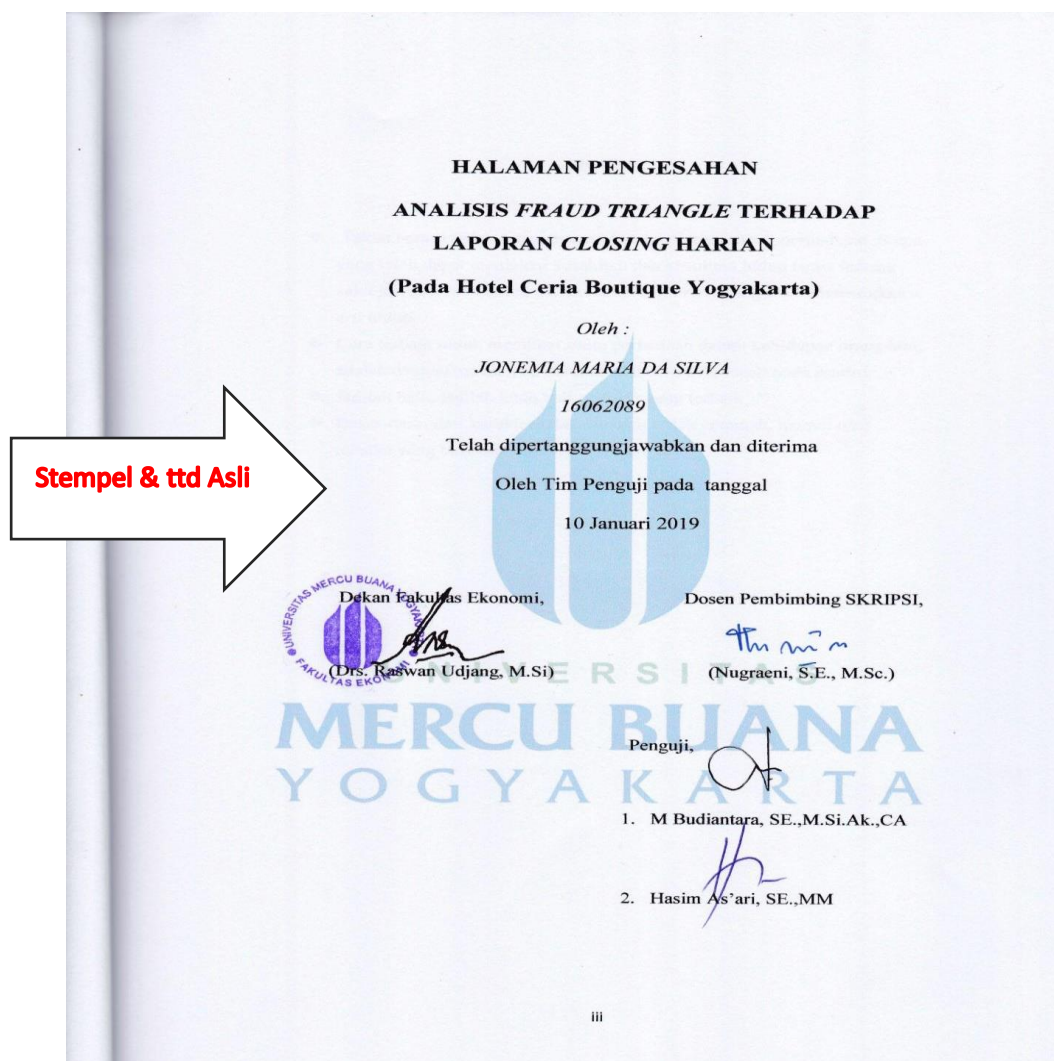 HALAMAN PENGESAHAN
ANALISIS FRAUD TRIANGLE TERHADAP
LAPORAN CLOSING HARIAN
(Pada Hotel Ceria Boutique Yogyakarta)
Oleh :
JONEMIA MARIA DA SILVA
16062089
Telah dipertanggungjawabkan dan diterima
Oleh Tim Penguji pada tanggal
10 Januari 2019
Stempel & ttd Asli
Dekan Fakultas Ekonomi,
Dosen Pembimbing SKRIPSI,
UNIVERSITAS MERCU BUANA YOGYAKARTA
FAKULTAS EKONOMI
(Drs. Raswan Udjang, M.Si)
(Nugraeni, S.E., M.Sc.)
UNIVERSITAS
MERCU BUANA
YOGYAKARTA
Penguji,
1. M Budiantara, SE.,M.Si.Ak.,CA
2. Hasim As'ari, SE.,MM
iii